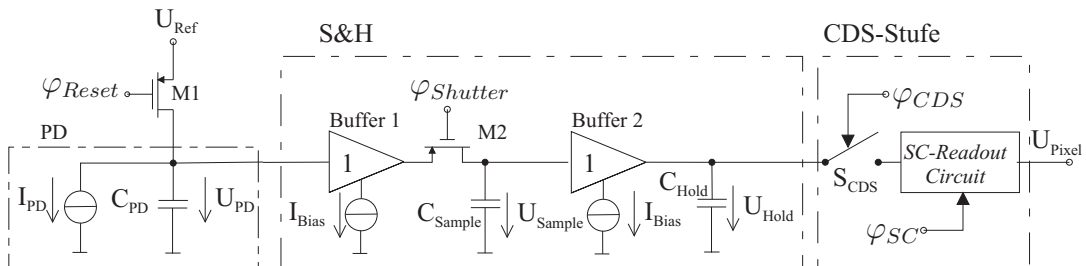 S&H
CDS-Stufe
U_Ref
φ_Reset
M1
φ_Shutter
φ_CDS
PD
Buffer 1
M2
Buffer 2
1
1
S_CDS
SC-Readout
Circuit
U_Pixel
I_PD
C_PD
U_PD
I_Bias
C_Sample
U_Sample
I_Bias
C_Hold
U_Hold
φ_SC